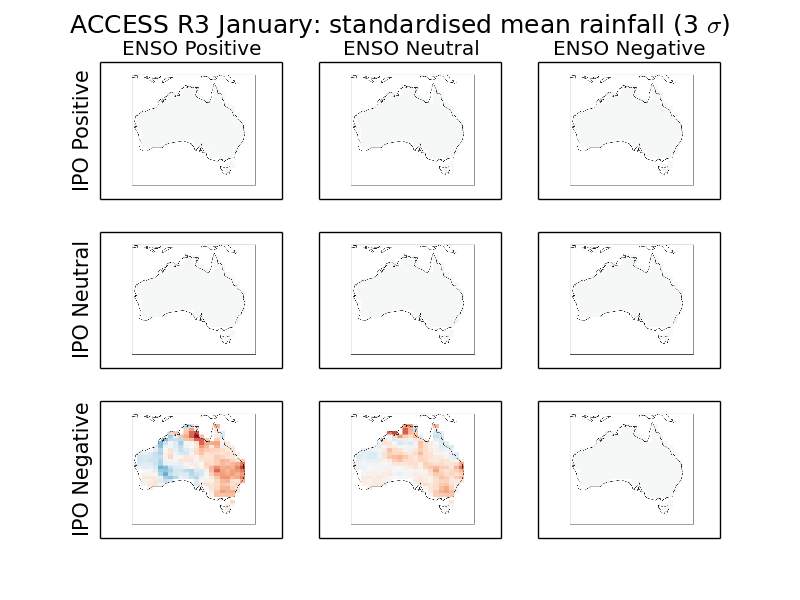 ACCESS R3 January: standardised mean rainfall (3 σ)
ENSO Positive ENSO Neutral ENSO Negative
IPO Positive
IPO Neutral
IPO Negative